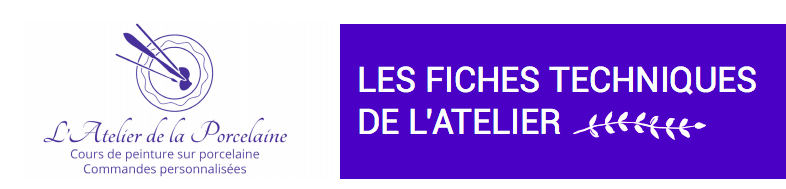 L'Atelier de la Porcelaine
Cours de peinture sur porcelaine
Commandes personnalisées
LES FICHES TECHNIQUES
DE L'ATELIER